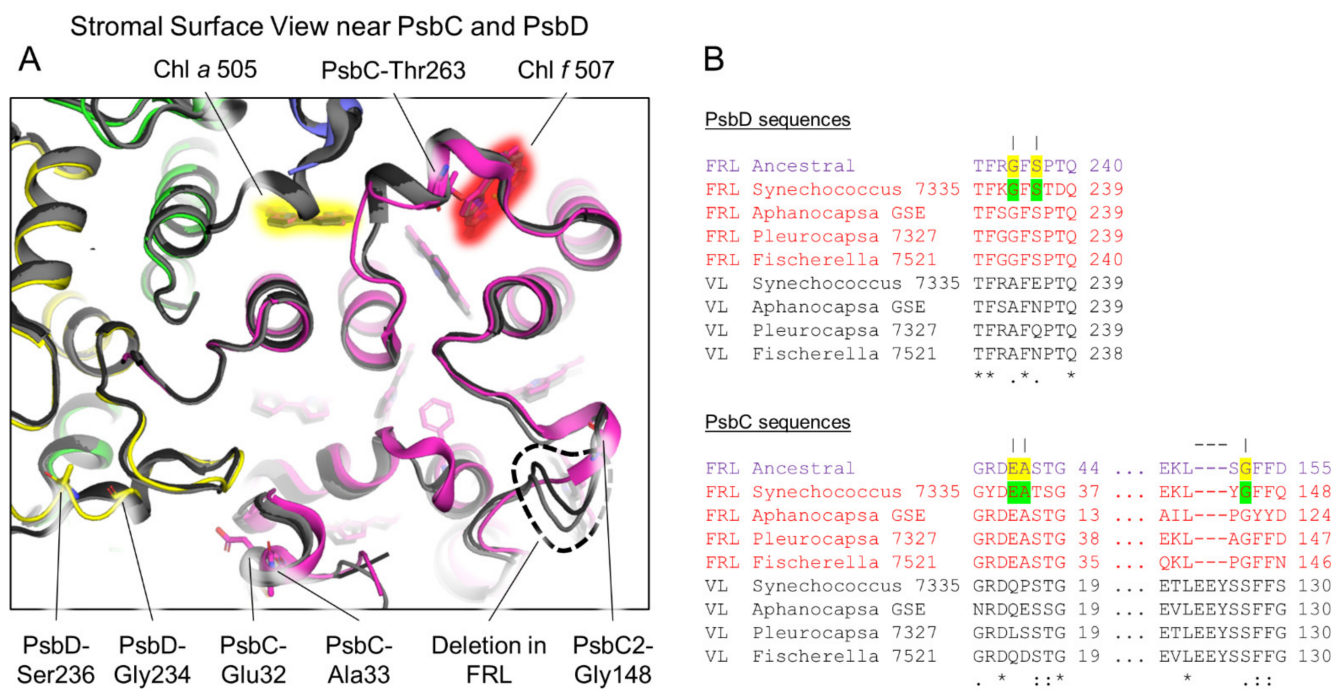 Stromal Surface View near PsbC and PsbD
A
Chl a 505
PsbC-Thr263
Chl f 507
PsbD-Ser236
PsbD-Gly234
PsbC-Glu32
PsbC-Ala33
Deletion in FRL
PsbC2-Gly148
B
PsbD sequences
| |
FRL Ancestral TFRGFSPTQ 240
FRL Synechococcus 7335 TFKGFSTDQ 239
FRL Aphanocapsa GSE TFSGFSPTQ 239
FRL Pleurocapsa 7327 TFGGFSPTQ 239
FRL Fischerella 7521 TFGGFSPTQ 240
VL Synechococcus 7335 TFRAFEPTQ 239
VL Aphanocapsa GSE TFSAFNPTQ 239
VL Pleurocapsa 7327 TFRAFQPTQ 239
VL Fischerella 7521 TFRAFNPTQ 238
** .*. *
PsbC sequences
|| --- |
FRL Ancestral GRDEASTG 44 ... EKL---SGFFD 155
FRL Synechococcus 7335 GYDEATSG 37 ... EKL---YGFFQ 148
FRL Aphanocapsa GSE GRDEASTG 13 ... AIL---PGYYD 124
FRL Pleurocapsa 7327 GRDEASTG 38 ... EKL---AGFFD 147
FRL Fischerella 7521 GRDEASTG 35 ... QKL---PGFFN 146
VL Synechococcus 7335 GRDQPSTG 19 ... ETLEEYSSFFG 130
VL Aphanocapsa GSE NRDQESSG 19 ... EVLEEYSSFFG 130
VL Pleurocapsa 7327 GRDLSSTG 19 ... ETLEEYSSFFG 130
VL Fischerella 7521 GRDQDSTG 19 ... EVLEEYSSFFG 130
. * ::* * .::